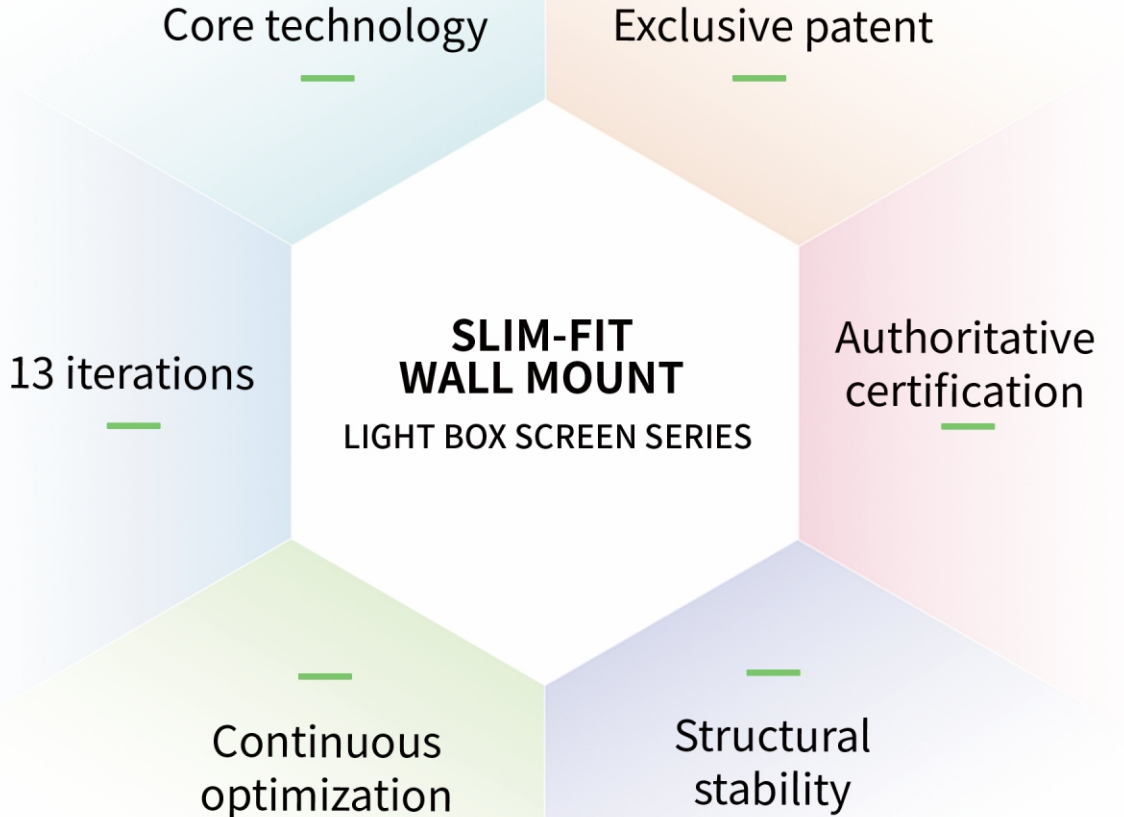 Core technology
Exclusive patent
13 iterations
SLIM-FIT
WALL MOUNT
LIGHT BOX SCREEN SERIES
Authoritative
certification
Continuous
optimization
Structural
stability